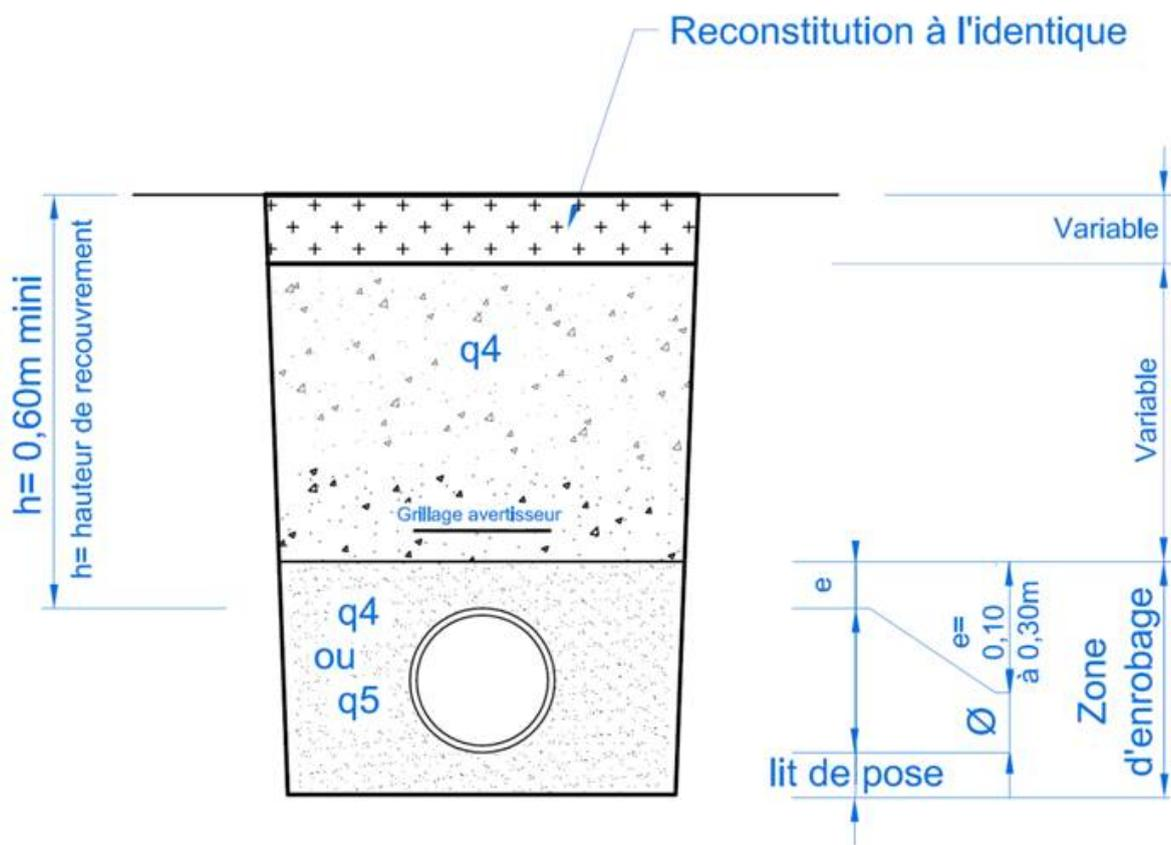 Reconstitution à l'identique
Variable
h= 0,60m mini
h= hauteur de recouvrement
q4
Variable
Grillage avertisseur
q4
ou
q5
e
e=
0,10
à 0,30m
Ø
Zone
d'enrobage
lit de pose